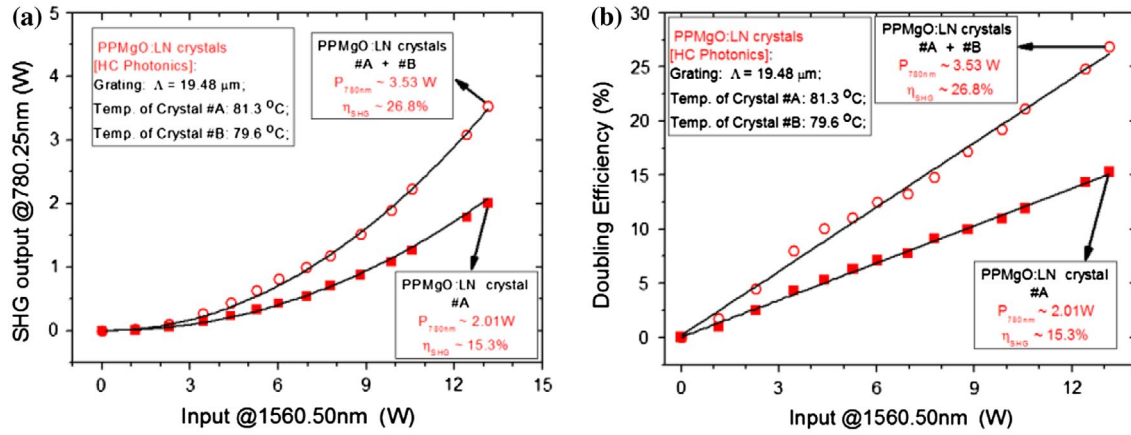 (a)
PPMgO:LN crystals
[HC Photonics]:
Grating: Λ = 19.48 μm;
Temp. of Crystal #A: 81.3 °C;
Temp. of Crystal #B: 79.6 °C;
PPMgO:LN crystals
#A + #B
P780nm ~ 3.53 W
ηSHG ~ 26.8%
PPMgO:LN crystal
#A
P780nm ~ 2.01W
ηSHG ~ 15.3%
SHG output @780.25nm (W)
5
4
3
2
1
0
0 3 6 9 12 15
Input @1560.50nm (W)
(b)
PPMgO:LN crystals
[HC Photonics]:
Grating: Λ = 19.48 μm;
Temp. of Crystal #A: 81.3 °C;
Temp. of Crystal #B: 79.6 °C;
PPMgO:LN crystals
#A + #B
P780nm ~ 3.53 W
ηSHG ~ 26.8%
PPMgO:LN crystal
#A
P780nm ~ 2.01W
ηSHG ~ 15.3%
Doubling Efficiency (%)
30
25
20
15
10
5
0
0 3 6 9 12
Input @1560.50nm (W)